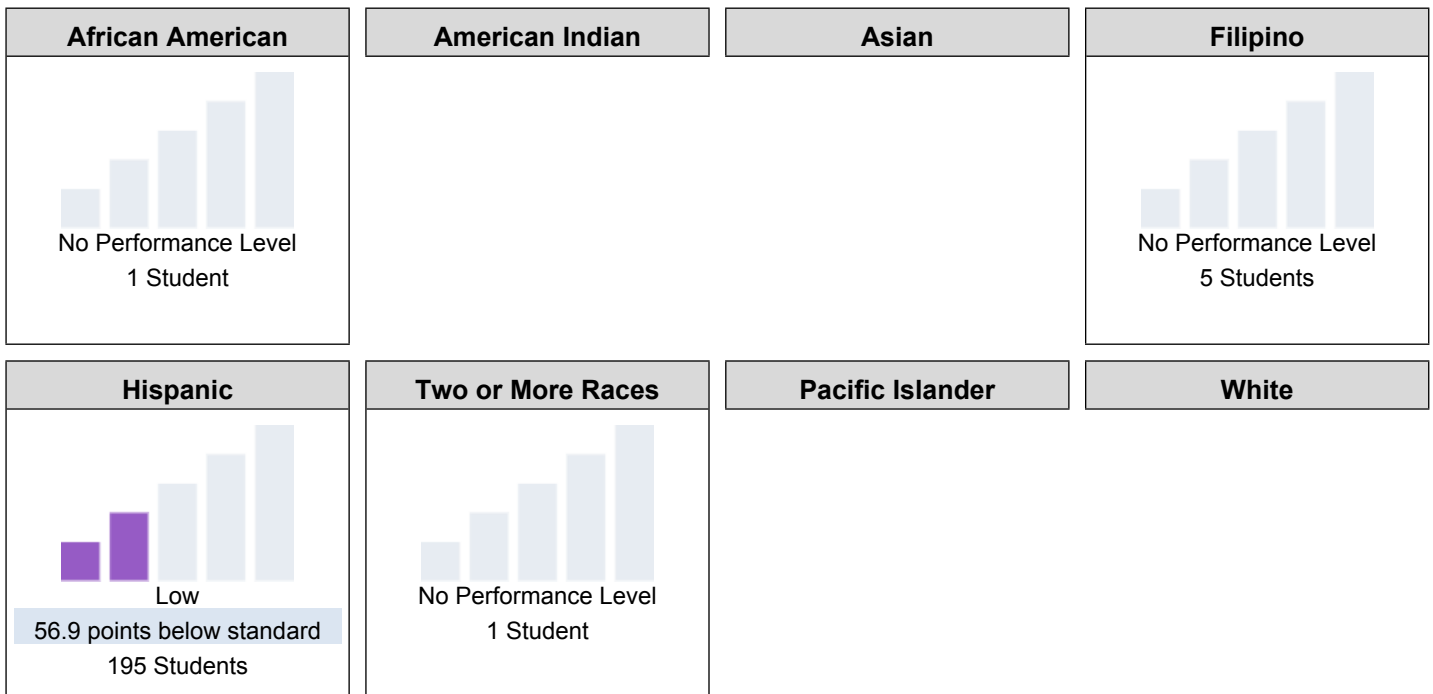 African American
American Indian
Asian
Filipino
No Performance Level
1 Student
No Performance Level
5 Students
Hispanic
Two or More Races
Pacific Islander
White
Low
56.9 points below standard
195 Students
No Performance Level
1 Student